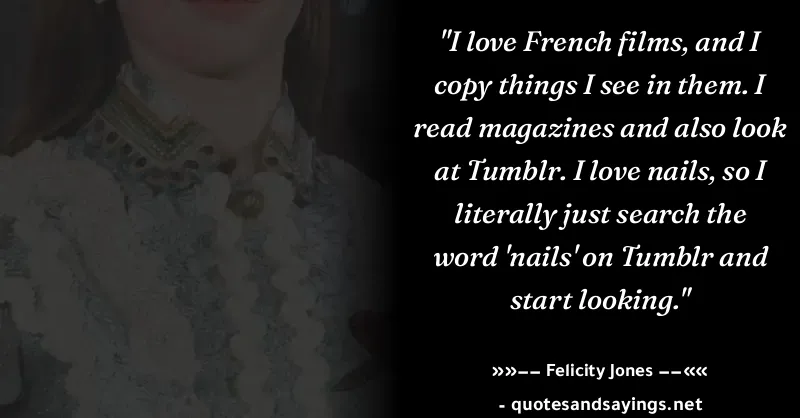 "I love French films, and I
copy things I see in them. I
read magazines and also look
at Tumblr. I love nails, so I
literally just search the
word 'nails' on Tumblr and
start looking."
»»−− Felicity Jones −−««
- quotesandsayings.net